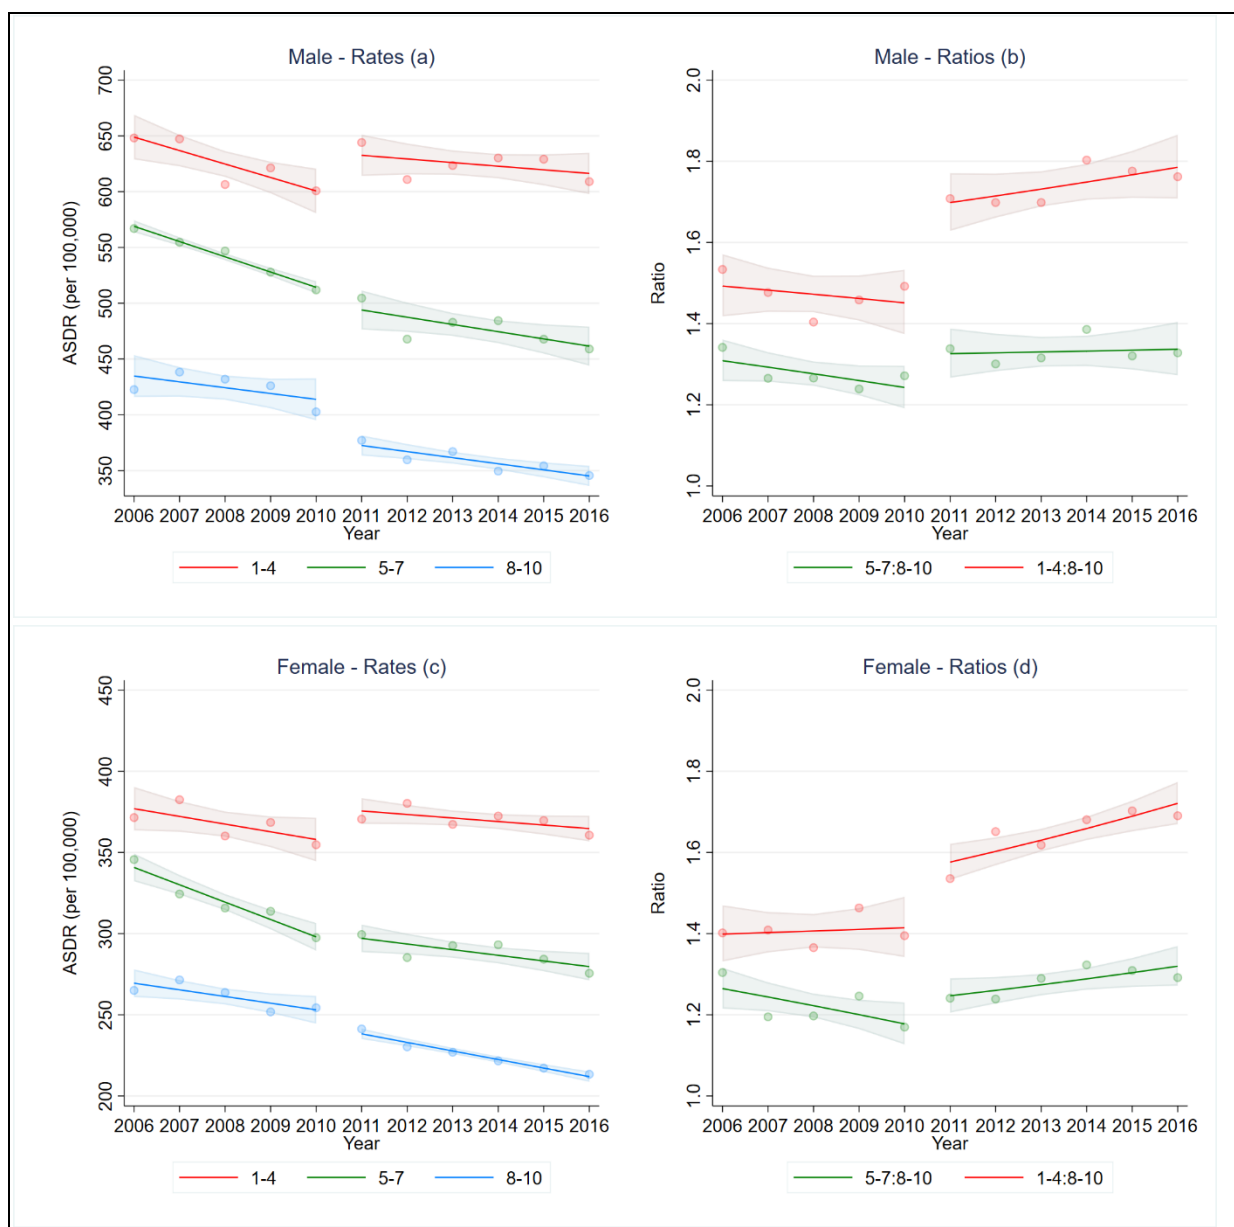 Male - Rates (a)
700
650
600
550
500
450
400
350
ASDR (per 100,000)
2006 2007 2008 2009 2010 2011 2012 2013 2014 2015 2016
Year
1-4 5-7 8-10
Male - Ratios (b)
2.0
1.8
1.6
1.4
1.2
1.0
Ratio
2006 2007 2008 2009 2010 2011 2012 2013 2014 2015 2016
Year
5-7:8-10 1-4:8-10
Female - Rates (c)
450
400
350
300
250
200
ASDR (per 100,000)
2006 2007 2008 2009 2010 2011 2012 2013 2014 2015 2016
Year
1-4 5-7 8-10
Female - Ratios (d)
2.0
1.8
1.6
1.4
1.2
1.0
Ratio
2006 2007 2008 2009 2010 2011 2012 2013 2014 2015 2016
Year
5-7:8-10 1-4:8-10